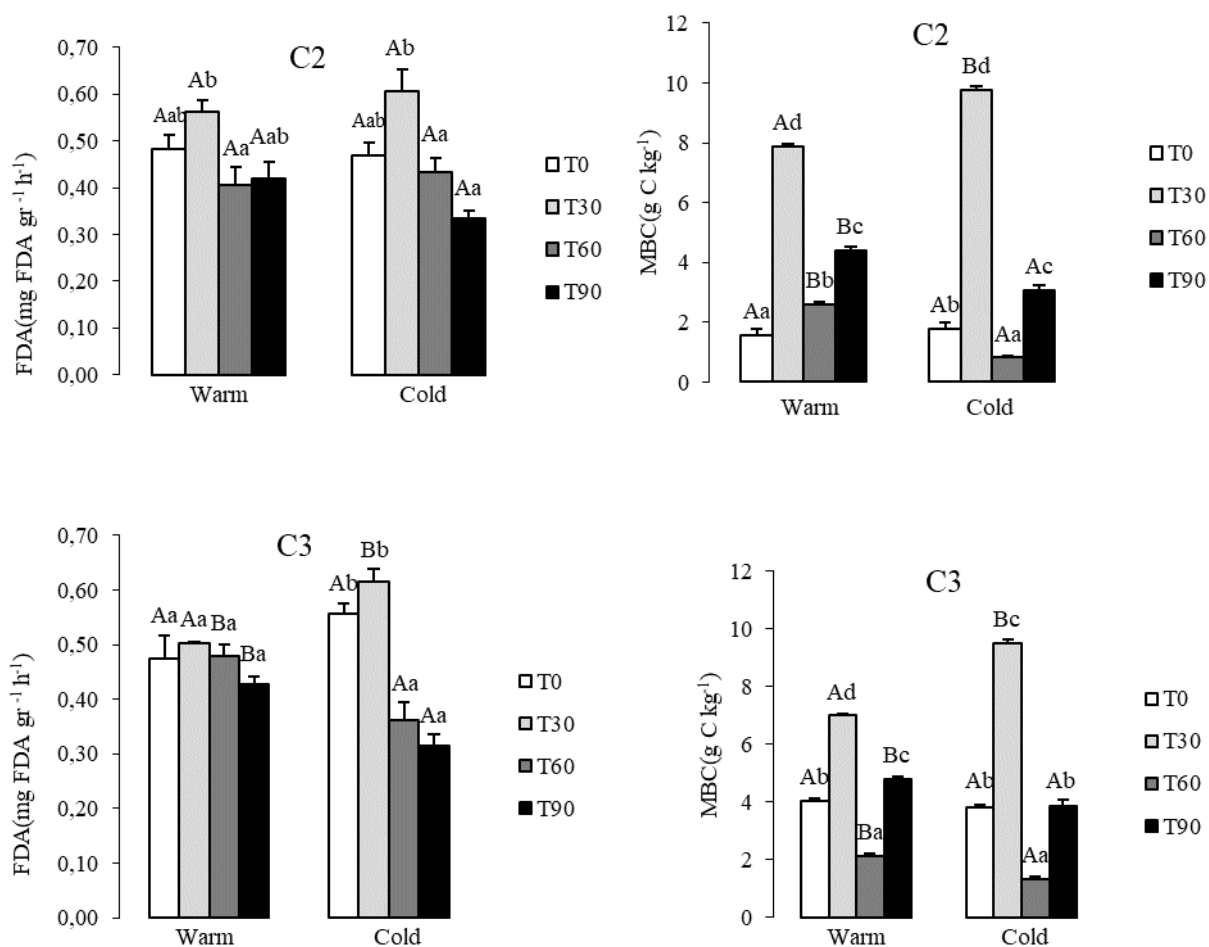 C2
0,70
0,60
0,50
0,40
0,30
0,20
0,10
0,00
FDA(mg FDA gr⁻¹ h⁻¹)
Aab
Ab
Aa
Aab
Aab
Ab
Aa
Aa
Warm
Cold
T0
T30
T60
T90
C2
12
10
8
6
4
2
0
MBC(g C kg⁻¹)
Aa
Ad
Bb
Bc
Ab
Bd
Aa
Ac
Warm
Cold
T0
T30
T60
T90
C3
0,70
0,60
0,50
0,40
0,30
0,20
0,10
0,00
FDA(mg FDA gr⁻¹ h⁻¹)
Aa
Aa
Ba
Ba
Ab
Bb
Aa
Aa
Warm
Cold
T0
T30
T60
T90
C3
12
10
8
6
4
2
0
MBC(g C kg⁻¹)
Ab
Ad
Ba
Bc
Ab
Bc
Aa
Ab
Warm
Cold
T0
T30
T60
T90